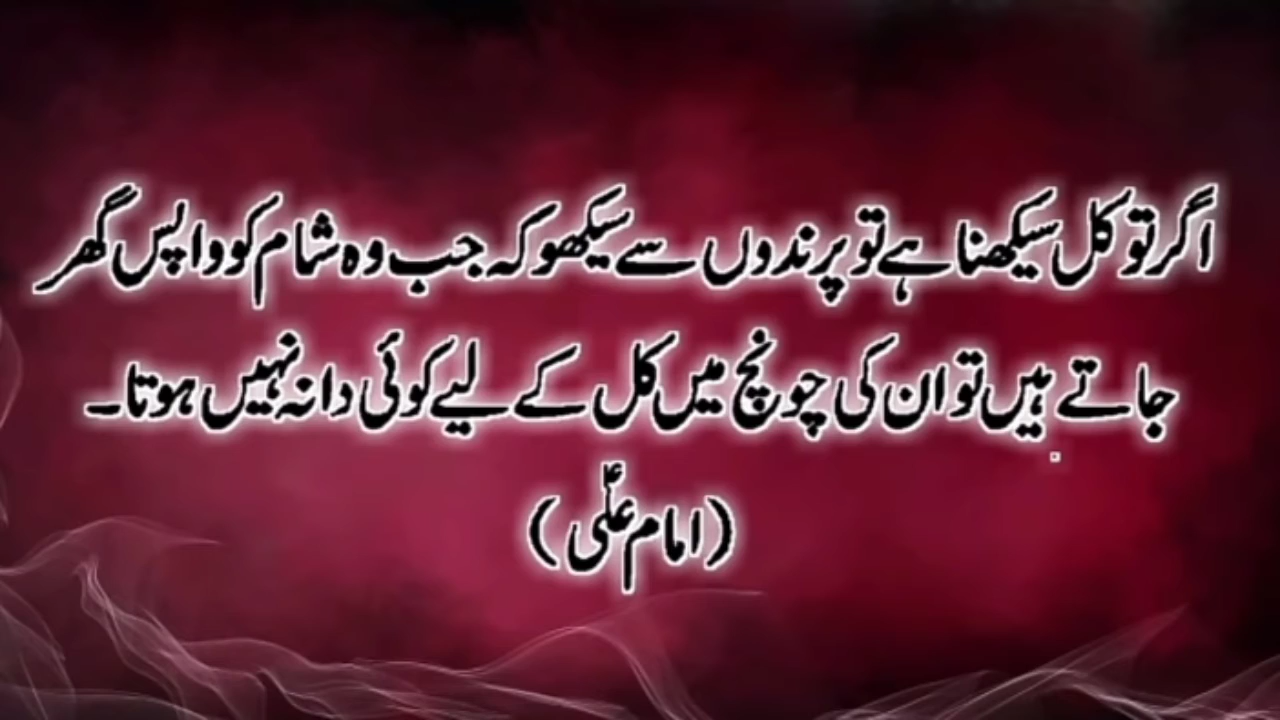 اگر توکل سیکھنا ہے تو پرندوں سے سیکھو کہ جب وہ شام کو واپس گھر
جاتے ہیں تو ان کی چونچ میں کل کے لیے کوئی دانہ نہیں ہوتا۔
(امام علیؑ)